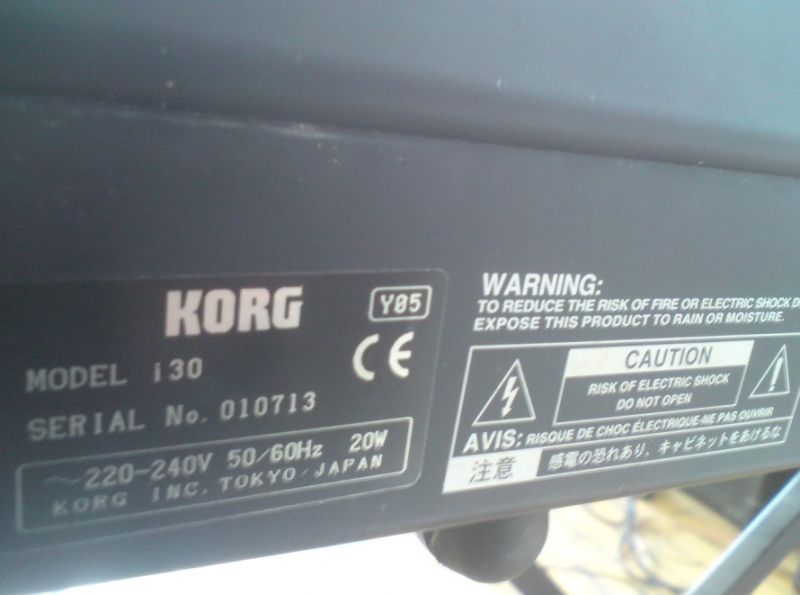 KORG
Y05
CE
MODEL i30
SERIAL No. 010713
~220-240V 50/60Hz 20W
KORG INC. TOKYO JAPAN
WARNING:
TO REDUCE THE RISK OF FIRE OR ELECTRIC SHOCK DO
EXPOSE THIS PRODUCT TO RAIN OR MOISTURE.
CAUTION
RISK OF ELECTRIC SHOCK
DO NOT OPEN
AVIS: RISQUE DE CHOC ÉLECTRIQUE-NE PAS OUVRIR
注意 感電の恐れあり、キャビネットをあけるな